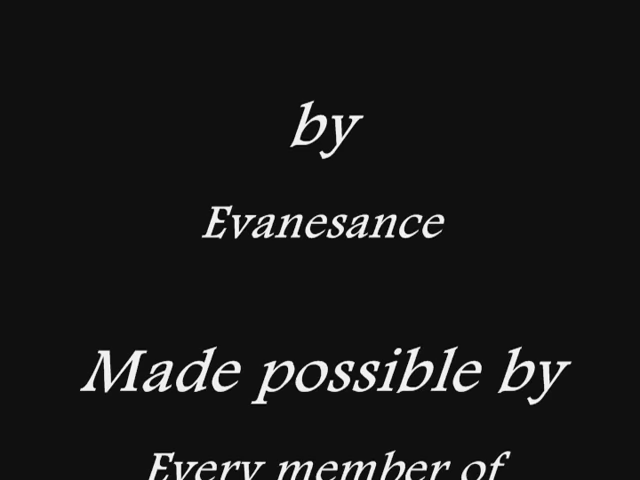 by
Evanesance
Made possible by
Every member of